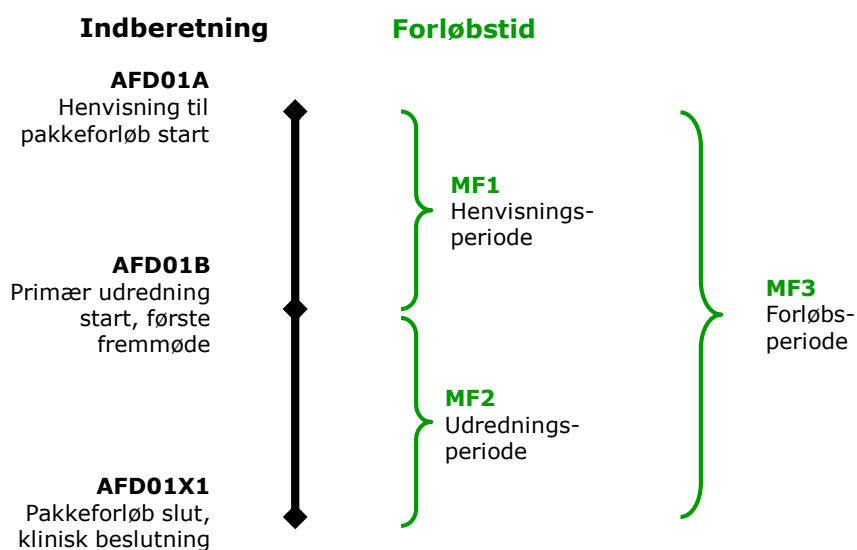 Indberetning
Forløbstid
AFD01A
Henvisning til
pakkeforløb start
MF1
Henvisnings-
periode
AFD01B
Primær udredning
start, første
fremmøde
MF3
Forløbs-
periode
MF2
Udrednings-
periode
AFD01X1
Pakkeforløb slut,
klinisk beslutning